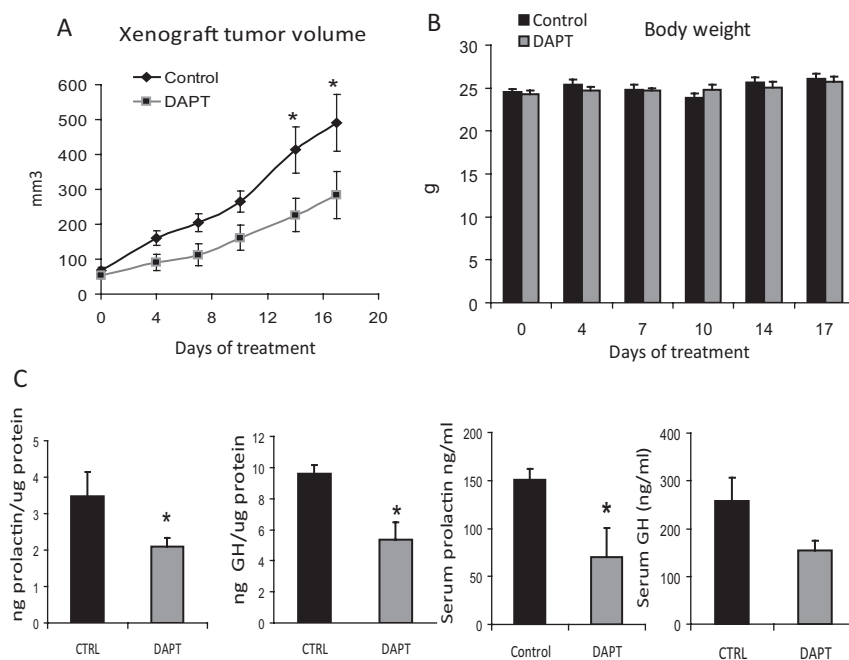 A
Xenograft tumor volume
Control
DAPT
*
*
600
500
400
300
200
100
0
mm3
0 4 8 12 16 20
Days of treatment
B
Body weight
Control
DAPT
30
25
20
15
10
5
0
g
0 4 7 10 14 17
Days of treatment
C
ng prolactin/ug protein
5
4
3
2
1
0
*
CTRL DAPT
ng GH/ug protein
12
10
8
6
4
2
0
*
CTRL DAPT
Serum prolactin ng/ml
200
150
100
50
0
*
Control DAPT
Serum GH (ng/ml)
400
300
200
100
0
CTRL DAPT